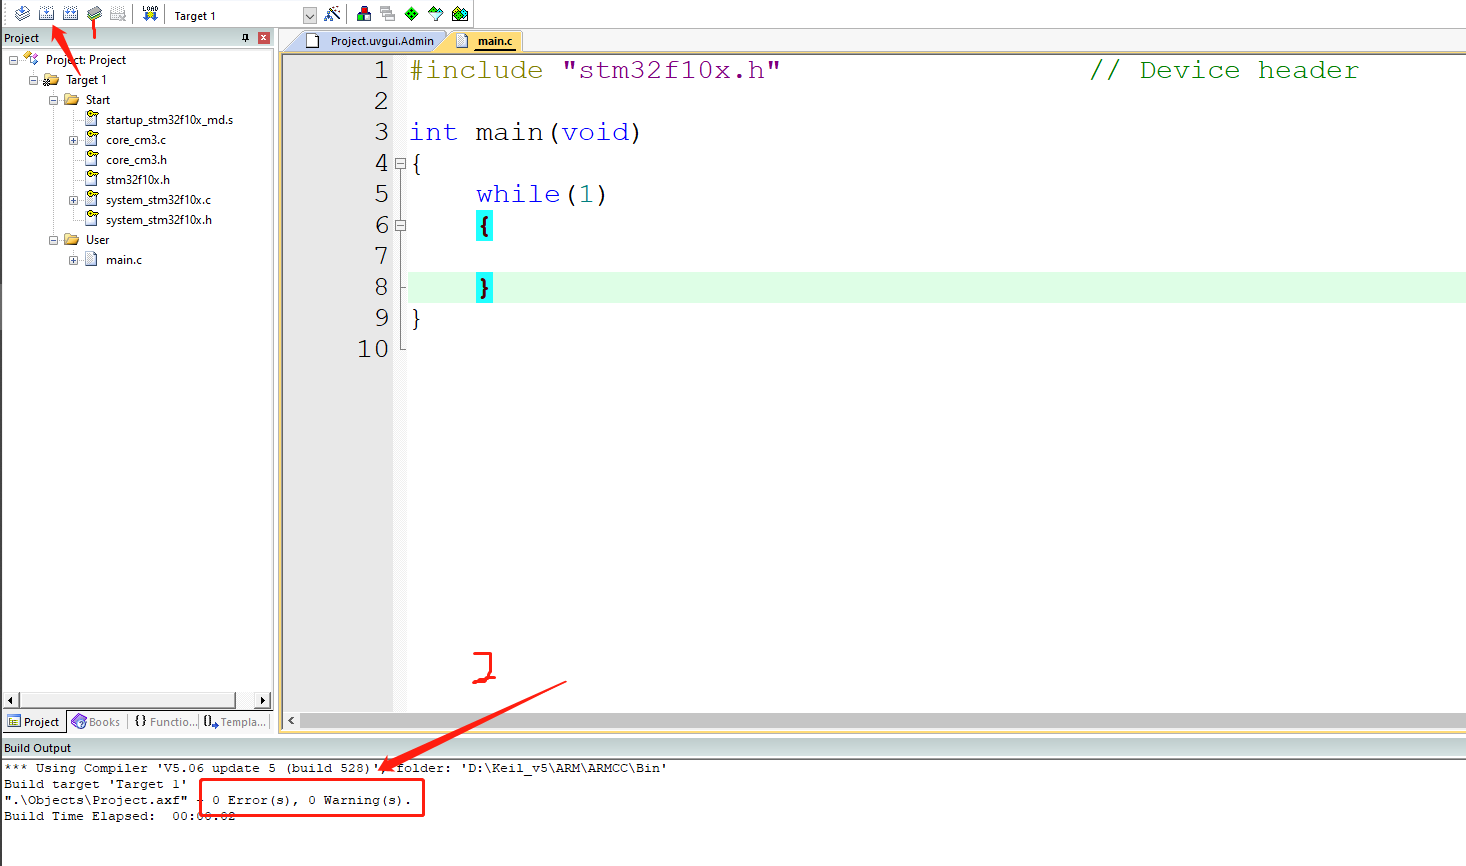 LOAD
Target 1
1
Project
Project.uvgui.Admin
main.c
Project: Project
Target 1
Start
startup_stm32f10x_md.s
core_cm3.c
core_cm3.h
stm32f10x.h
system_stm32f10x.c
system_stm32f10x.h
User
main.c
1 #include "stm32f10x.h" // Device header
2
3 int main(void)
4 {
5 while(1)
6 {
7
8 }
9 }
10
2
Project Books {} Functio... Templa...
Build Output
*** Using Compiler 'V5.06 update 5 (build 528)', folder: 'D:\Keil_v5\ARM\ARMCC\Bin'
Build target 'Target 1'
".\Objects\Project.axf" - 0 Error(s), 0 Warning(s).
Build Time Elapsed: 00:00:02